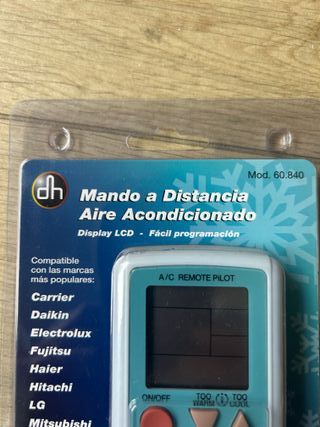 dh
Mod. 60.840
Mando a Distancia
Aire Acondicionado
Display LCD - Fácil programación
Compatible
con las marcas
más populares:
Carrier
Daikin
Electrolux
Fujitsu
Haier
Hitachi
LG
Mitsubishi
A/C REMOTE PILOT
ON/OFF
TOO WARM
TOO COOL